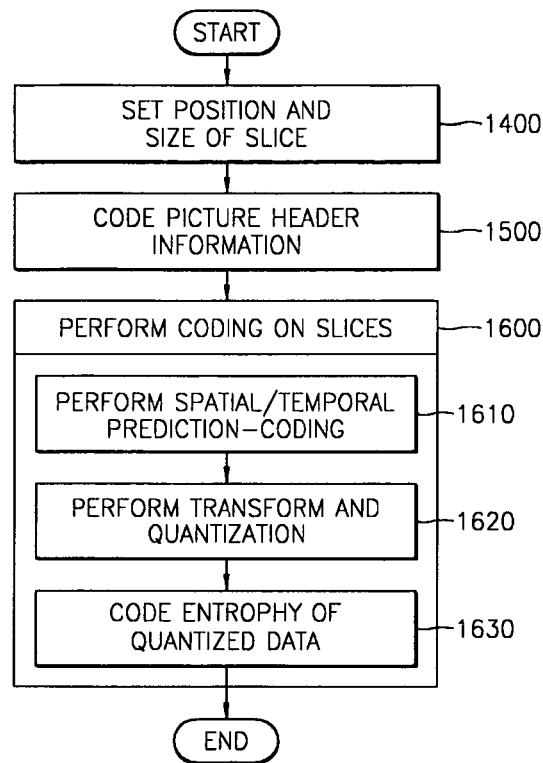 START
SET POSITION AND
SIZE OF SLICE
1400
CODE PICTURE HEADER
INFORMATION
1500
PERFORM CODING ON SLICES
1600
PERFORM SPATIAL/TEMPORAL
PREDICTION-CODING
1610
PERFORM TRANSFORM AND
QUANTIZATION
1620
CODE ENTROPHY OF
QUANTIZED DATA
1630
END